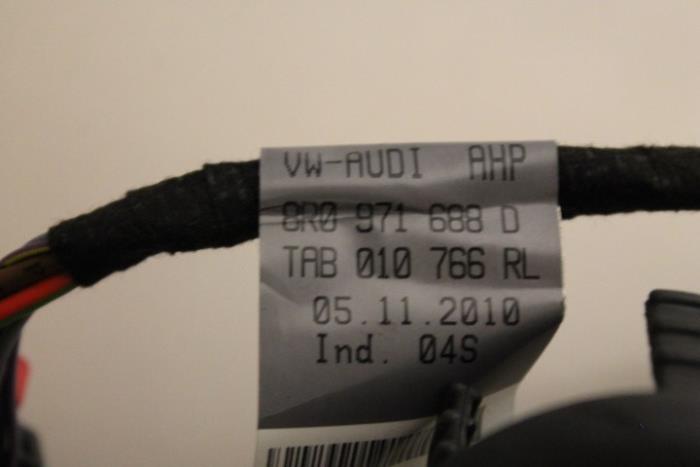 VW-AUDI AHP
8R0 971 688 D
TAB 010 766 RL
05.11.2010
Ind. 04S